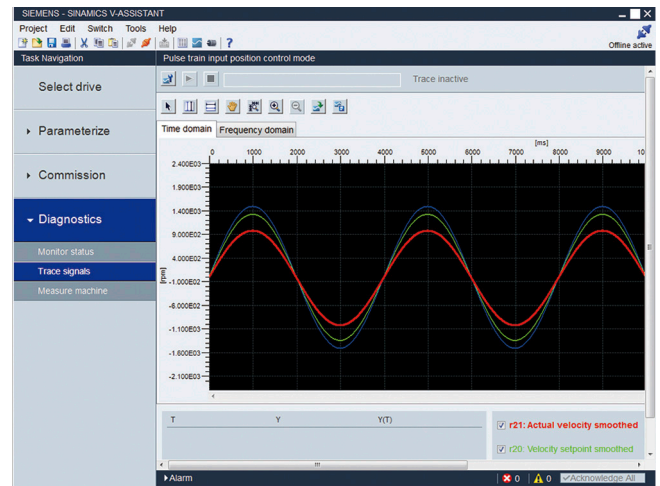 SIEMENS - SINAMICS V-ASSISTANT
Project Edit Switch Tools Help
Offline active
Task Navigation
Pulse train input position control mode
Select drive
Trace inactive
Parameterize
Time domain Frequency domain
[ms]
0 1000 2000 3000 4000 5000 6000 7000 8000 9000 10
2.400E03
1.900E03
1.400E03
9.000E02
4.000E02
[rpm]
-1.000E02
-6.000E02
-1.100E03
-1.600E03
-2.100E03
Commission
Diagnostics
Monitor status
Trace signals
Measure machine
T Y Y(T)
r21: Actual velocity smoothed
r20: Velocity setpoint smoothed
Alarm
0 0 Acknowledge All